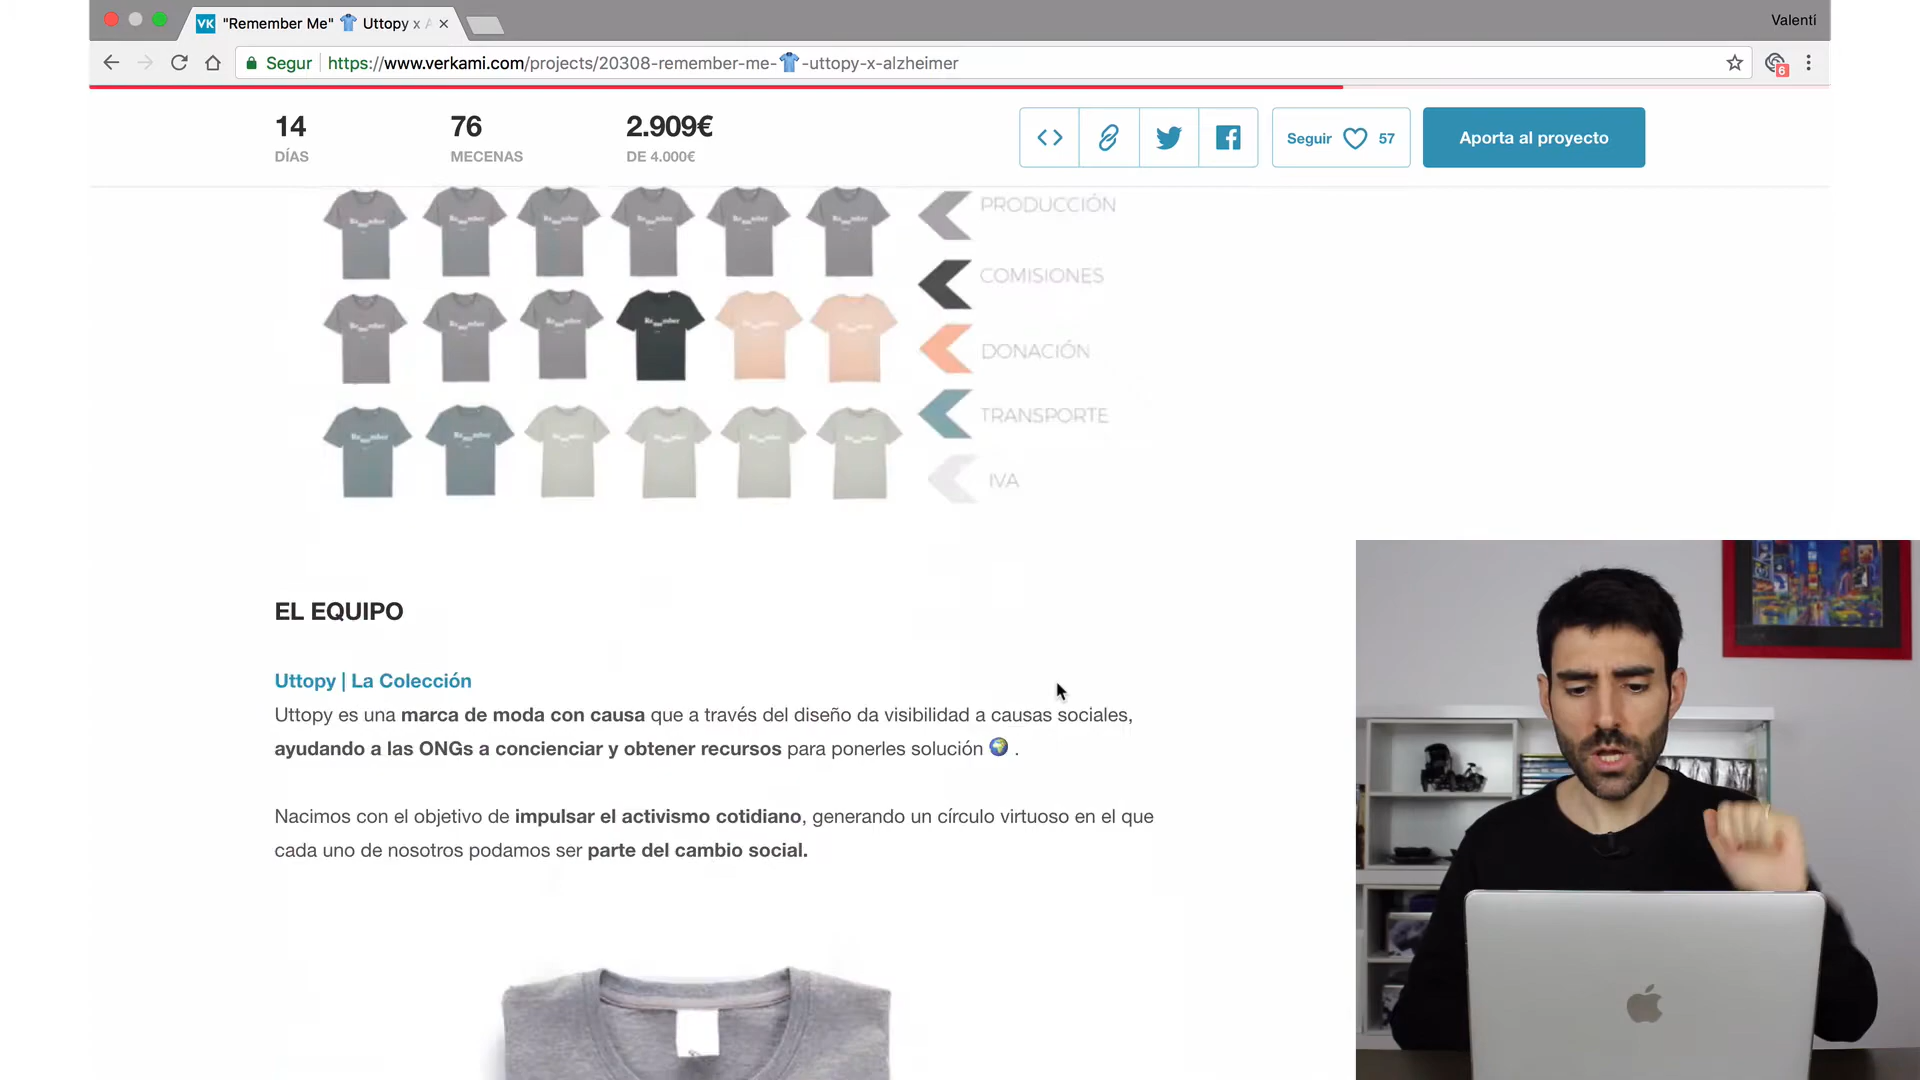 VK "Remember Me" 👕 Uttopy x A
Valentí
Segur https://www.verkami.com/projects/20308-remember-me-👕-uttopy-x-alzheimer
6
14
DÍAS
76
MECENAS
2.909€
DE 4.000€
Seguir 57
Aporta al proyecto
PRODUCCIÓN
COMISIONES
DONACIÓN
TRANSPORTE
IVA
EL EQUIPO
Uttopy | La Colección
Uttopy es una marca de moda con causa que a través del diseño da visibilidad a causas sociales,
ayudando a las ONGs a concienciar y obtener recursos para ponerles solución 🌍 .
Nacimos con el objetivo de impulsar el activismo cotidiano, generando un círculo virtuoso en el que
cada uno de nosotros podamos ser parte del cambio social.